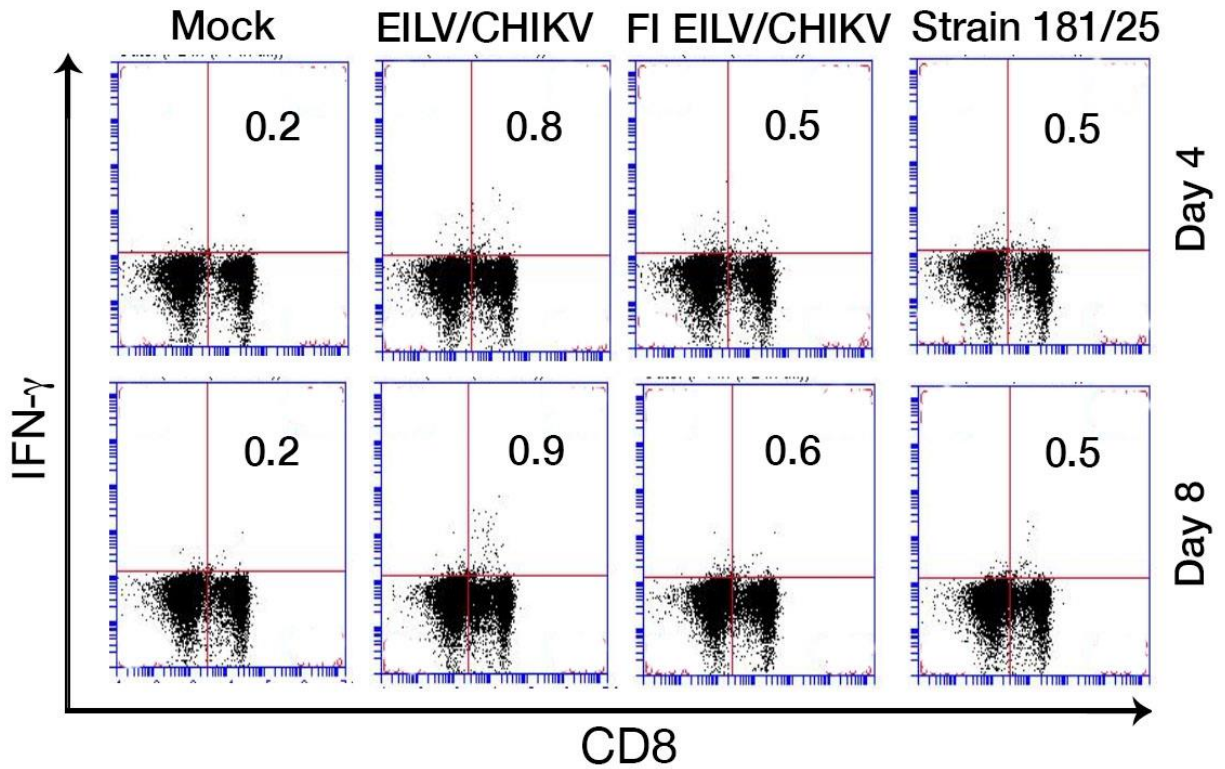 Mock EILV/CHIKV FI EILV/CHIKV Strain 181/25
0.2 0.8 0.5 0.5
Day 4
IFN-γ
0.2 0.9 0.6 0.5
Day 8
CD8